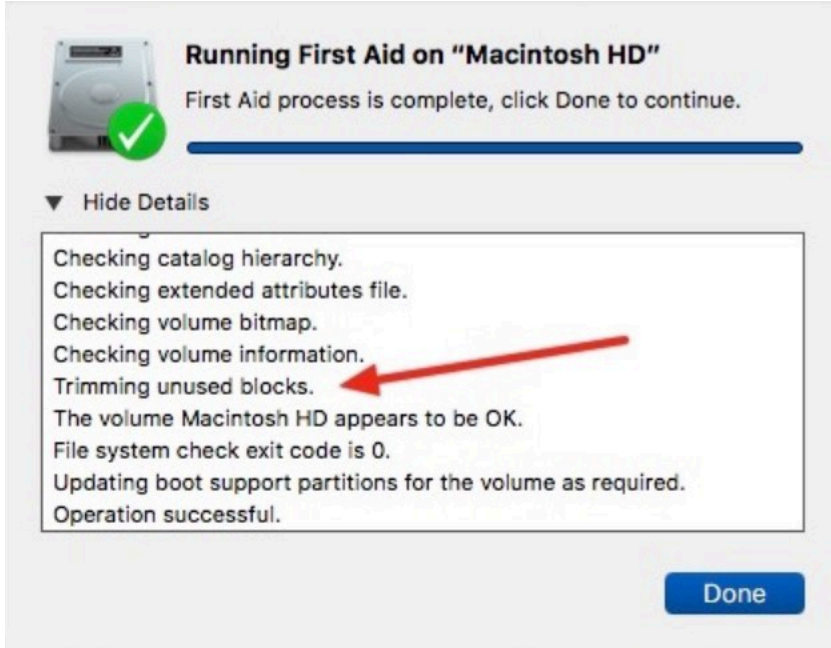 Running First Aid on “Macintosh HD”
First Aid process is complete, click Done to continue.
Hide Details
Checking catalog hierarchy.
Checking extended attributes file.
Checking volume bitmap.
Checking volume information.
Trimming unused blocks.
The volume Macintosh HD appears to be OK.
File system check exit code is 0.
Updating boot support partitions for the volume as required.
Operation successful.
Done